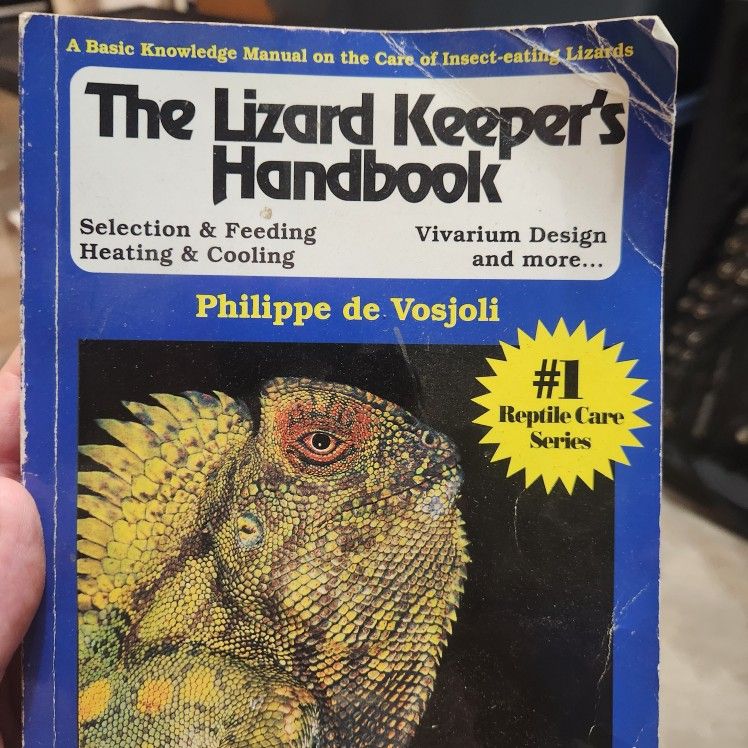 A Basic Knowledge Manual on the Care of Insect-eating Lizards
The Lizard Keeper's
Handbook
Selection & Feeding
Heating & Cooling
Vivarium Design
and more...
Philippe de Vosjoli
#1
Reptile Care
Series